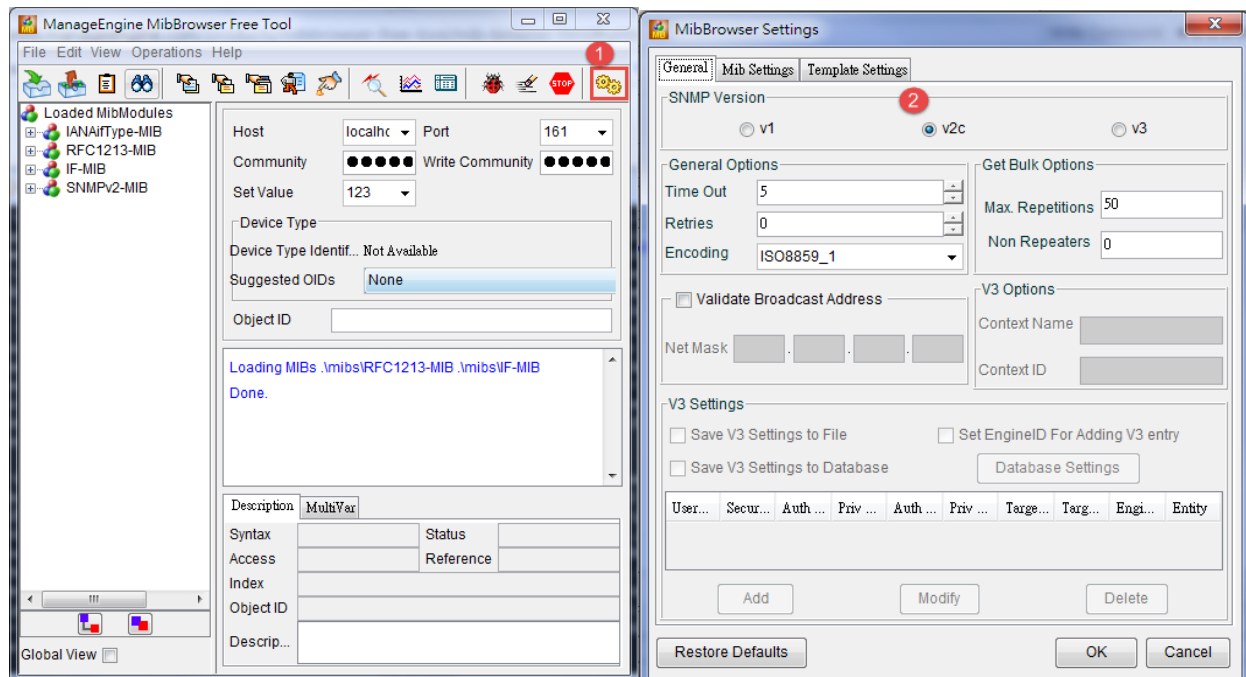 ManageEngine MibBrowser Free Tool
File Edit View Operations Help
1
STOP
Loaded MibModules
IANAifType-MIB
RFC1213-MIB
IF-MIB
SNMPv2-MIB
Global View
Host localhc Port 161
Community ●●●●● Write Community ●●●●●
Set Value 123
Device Type
Device Type Identif... Not Available
Suggested OIDs None
Object ID
Loading MIBs .\mibs\RFC1213-MIB .\mibs\IF-MIB
Done.
Description MultiVar
Syntax Status
Access Reference
Index
Object ID
Descrip...
MibBrowser Settings
General Mib Settings Template Settings
SNMP Version
2
v1 v2c v3
General Options
Time Out 5
Retries 0
Encoding ISO8859_1
Get Bulk Options
Max. Repetitions 50
Non Repeaters 0
Validate Broadcast Address
Net Mask . . .
V3 Options
Context Name
Context ID
V3 Settings
Save V3 Settings to File Set EngineID For Adding V3 entry
Save V3 Settings to Database Database Settings
User... Secur... Auth ... Priv ... Auth ... Priv ... Targe... Targ... Engi... Entity
Add Modify Delete
Restore Defaults OK Cancel